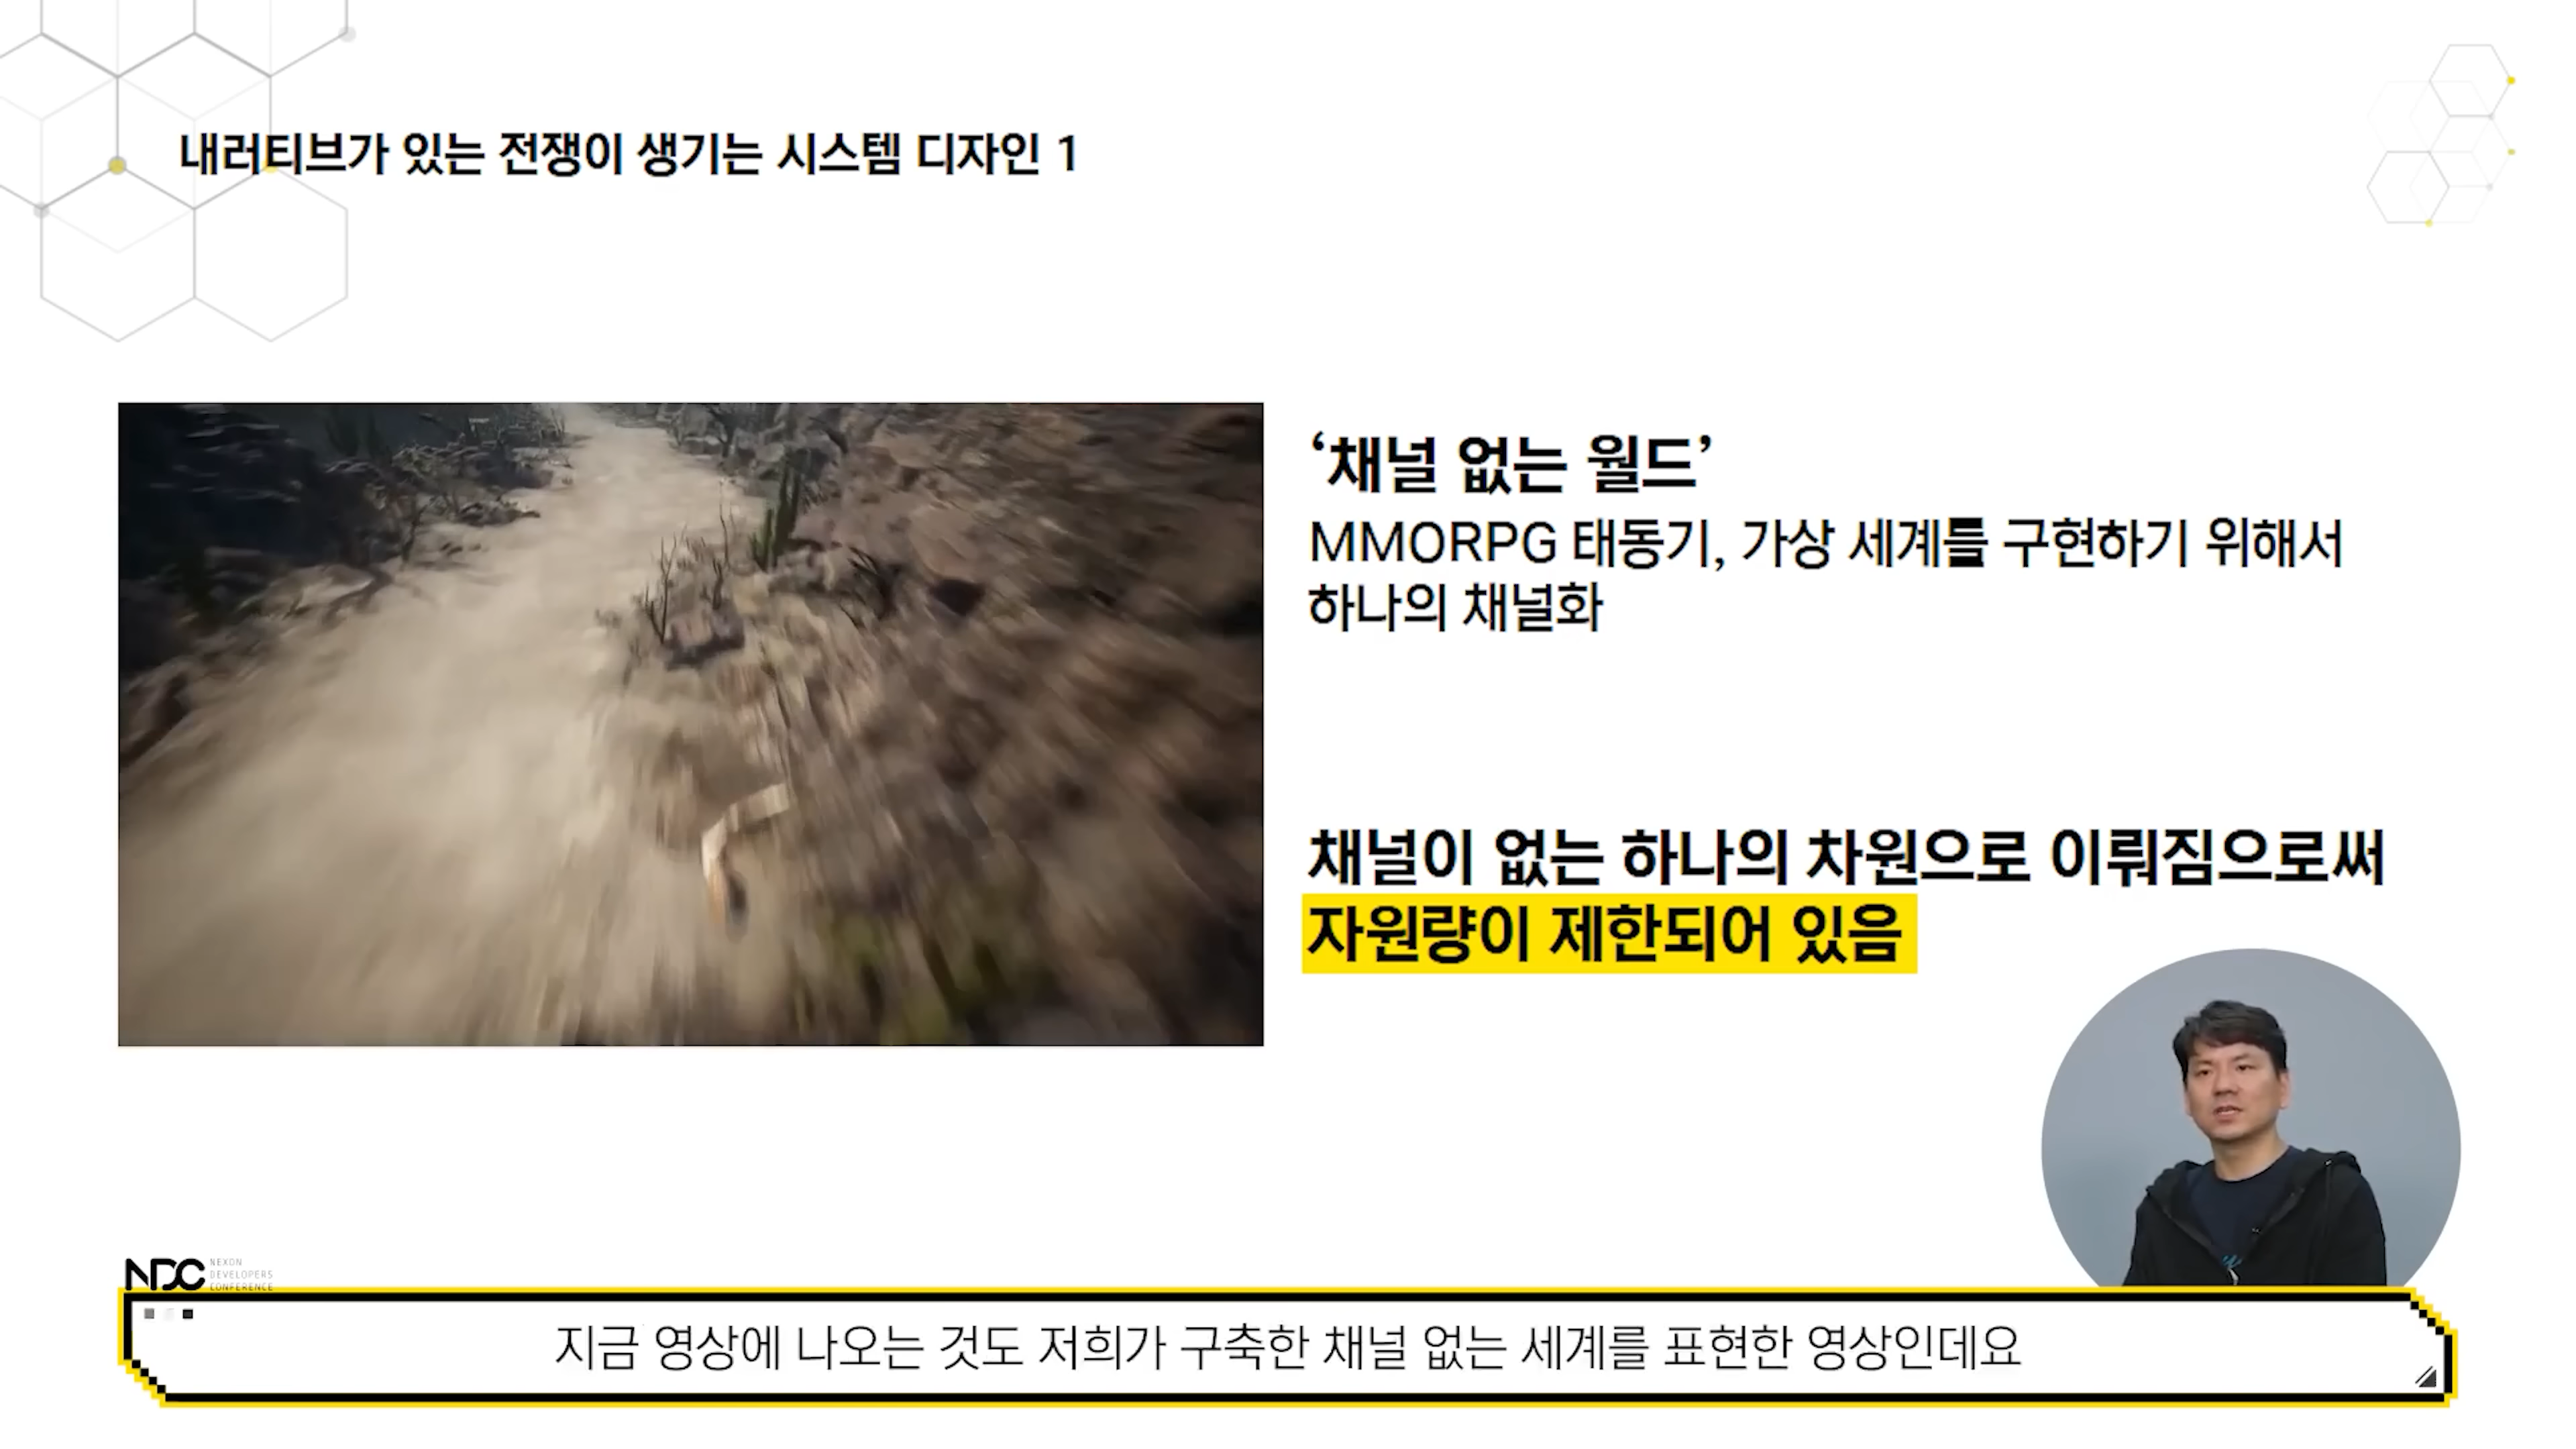 내러티브가 있는 전쟁이 생기는 시스템 디자인 1
‘채널 없는 월드’
MMORPG 태동기, 가상 세계를 구현하기 위해서
하나의 채널화
채널이 없는 하나의 차원으로 이뤄짐으로써
자원량이 제한되어 있음
NDC
NEXON
DEVELOPERS
CONFERENCE
지금 영상에 나오는 것도 저희가 구축한 채널 없는 세계를 표현한 영상인데요